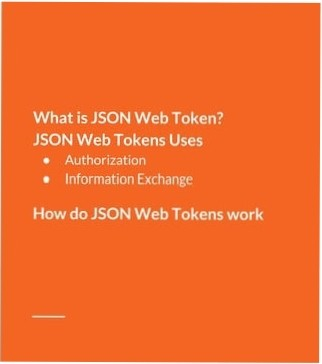 What is JSON Web Token?
JSON Web Tokens Uses
● Authorization
● Information Exchange
How do JSON Web Tokens work